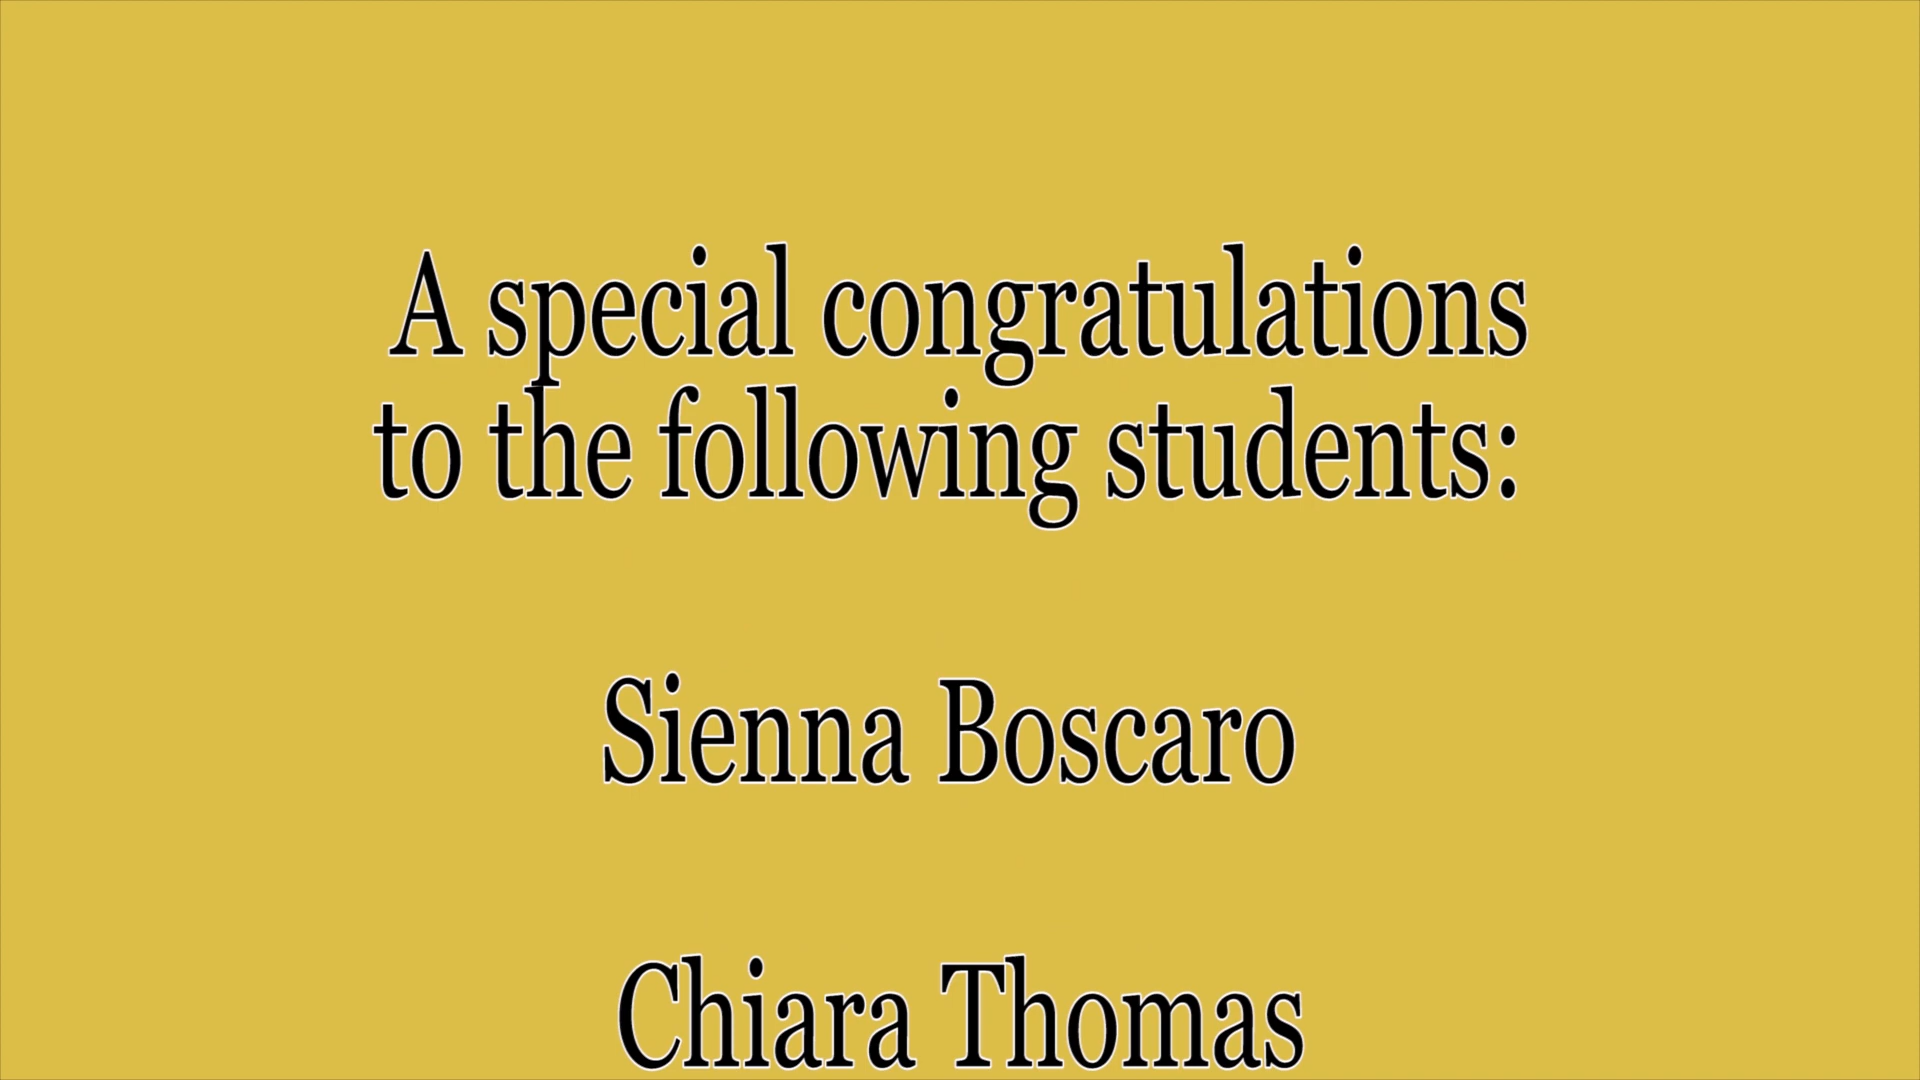 A special congratulations
to the following students:
Sienna Boscaro
Chiara Thomas